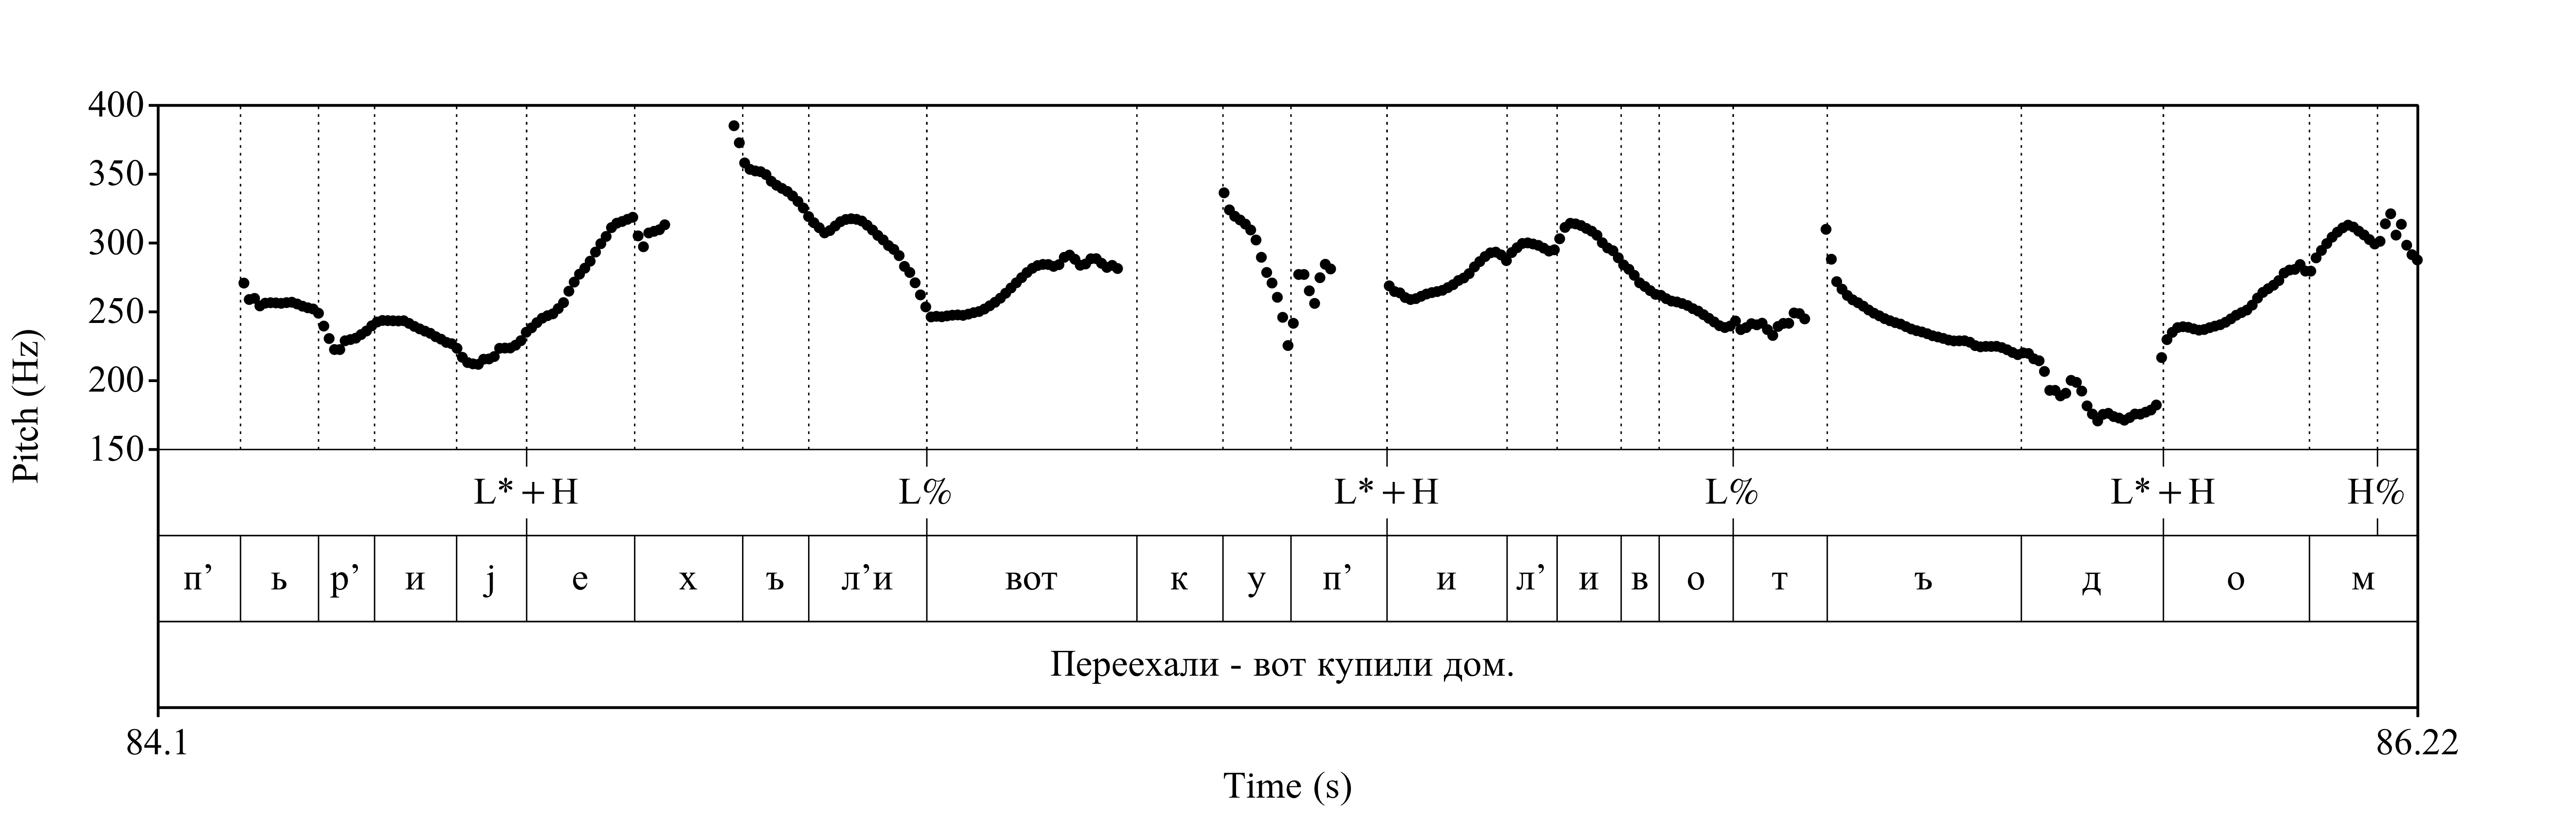 400
350
300
250
200
150
Pitch (Hz)
L*+H L% L*+H L% L*+H H%
п’ ь р’ и j е х ъ л’и вот к у п’ и л’ и в о т ъ д о м
Переехали - вот купили дом.
84.1 86.22
Time (s)